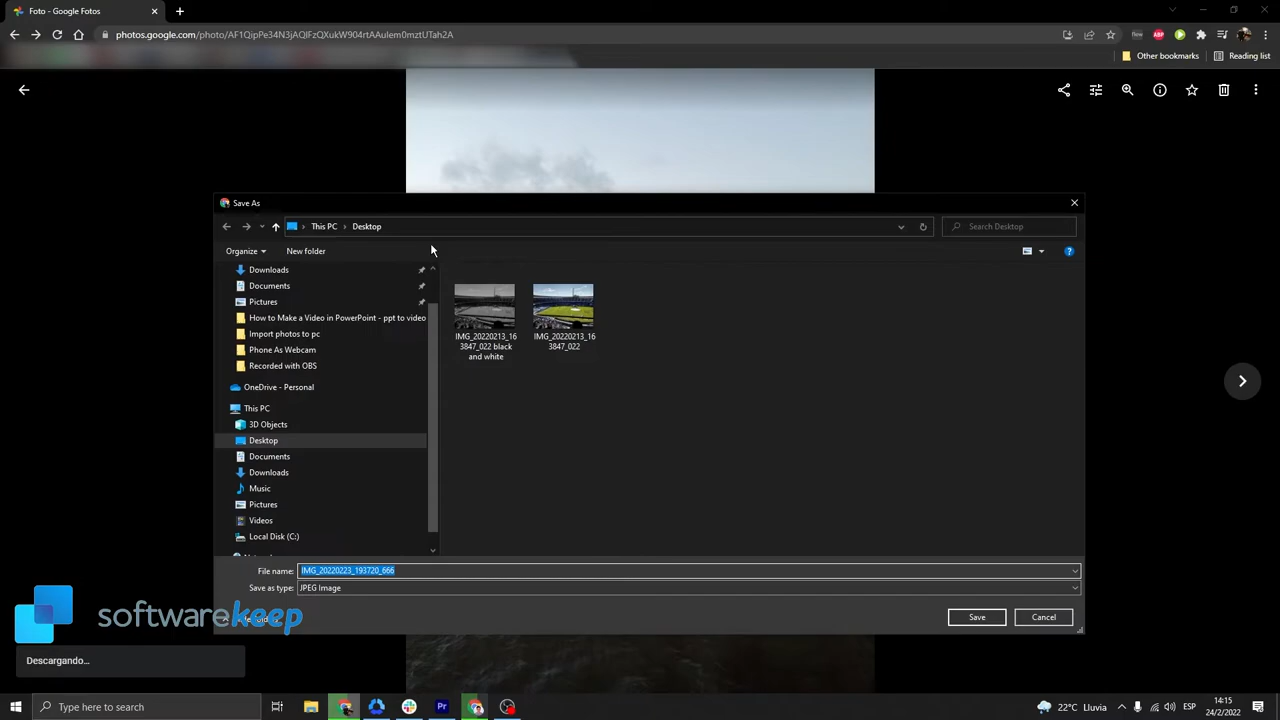 Foto - Google Fotos
photos.google.com/photo/AF1QipPe34N3jAQIFzQXukW904rtAAulem0mztUTah2A
Other bookmarks
Reading list
Save As
This PC
Desktop
Search Desktop
Organize
New folder
Downloads
Documents
Pictures
How to Make a Video in PowerPoint - ppt to video
Import photos to pc
Phone As Webcam
Recorded with OBS
OneDrive - Personal
This PC
3D Objects
Desktop
Documents
Downloads
Music
Pictures
Videos
Local Disk (C:)
IMG_20220213_16
3847_022 black
and white
IMG_20220213_16
3847_022
File name:
IMG_20220223_193720_666
Save as type:
JPEG Image
Save
Cancel
softwarekeep
Descargando...
Type here to search
22°C Lluvia
ESP
14:15
24/2/2022